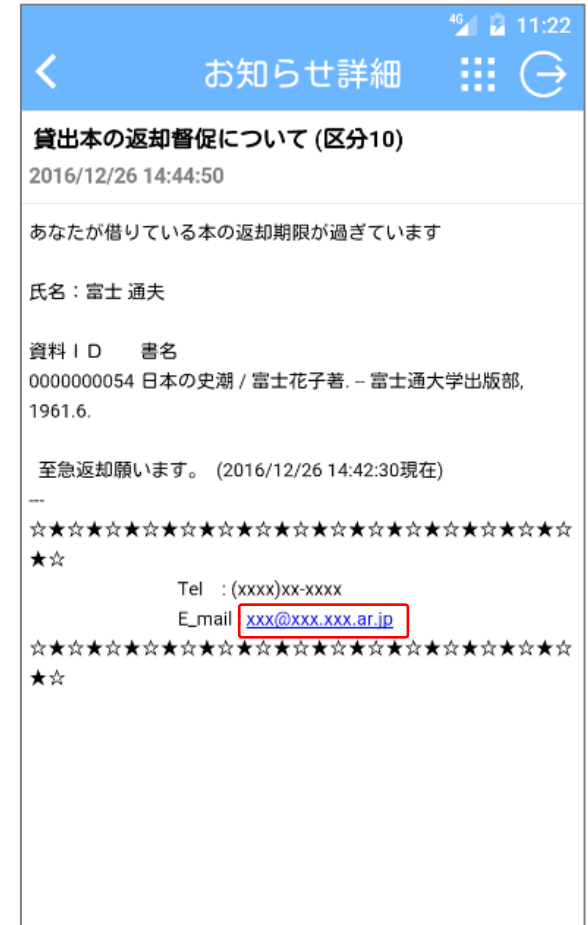 4G 11:22
お知らせ詳細
貸出本の返却督促について (区分10)
2016/12/26 14:44:50
あなたが借りている本の返却期限が過ぎています
氏名：富士 通夫
資料ＩＤ　　書名
0000000054 日本の史潮 / 富士花子著. -- 富士通大学出版部,
1961.6.
至急返却願います。 (2016/12/26 14:42:30現在)
---
☆★☆★☆★☆★☆★☆★☆★☆★☆★☆★☆★☆★☆★☆★☆
★☆
Tel : (xxxx)xx-xxxx
E_mail xxx@xxx.xxx.ar.jp
☆★☆★☆★☆★☆★☆★☆★☆★☆★☆★☆★☆★☆★☆★☆
★☆